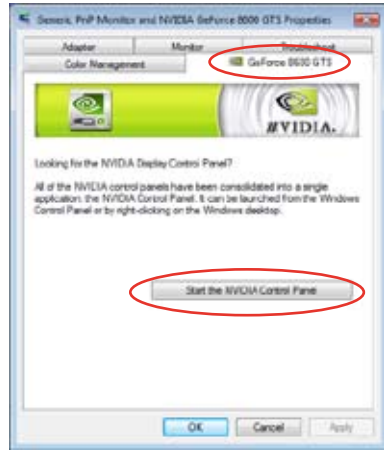 Generic PnP Monitor and NVIDIA GeForce 8600 GTS Properties
Adapter Monitor Troubleshoot
Color Management GeForce 8600 GTS
NVIDIA.
Looking for the NVIDIA Display Control Panel?
All of the NVIDIA control panels have been consolidated into a single
application: the NVIDIA Control Panel. It can be launched from the Windows
Control Panel or by right-clicking on the Windows desktop.
Start the NVIDIA Control Panel
OK Cancel Apply